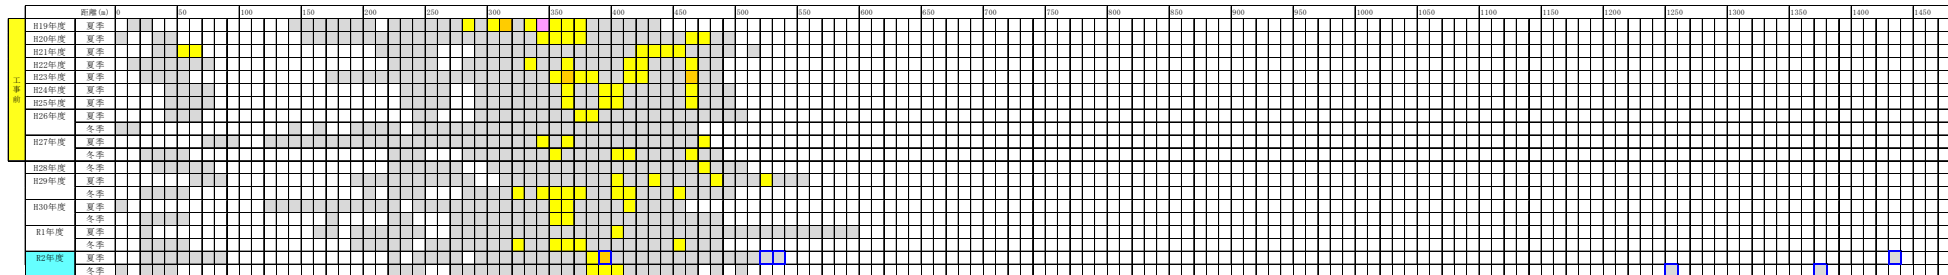 距離(m) 0 50 100 150 200 250 300 350 400 450 500 550 600 650 700 750 800 850 900 950 1000 1050 1100 1150 1200 1250 1300 1350 1400 1450
工事前
H19年度 夏季
H20年度 夏季
H21年度 夏季
H22年度 夏季
H23年度 夏季
H24年度 夏季
H25年度 夏季
H26年度 夏季
冬季
H27年度 夏季
冬季
H28年度 冬季
H29年度 夏季
冬季
H30年度 夏季
冬季
R1年度 夏季
冬季
R2年度 夏季
冬季